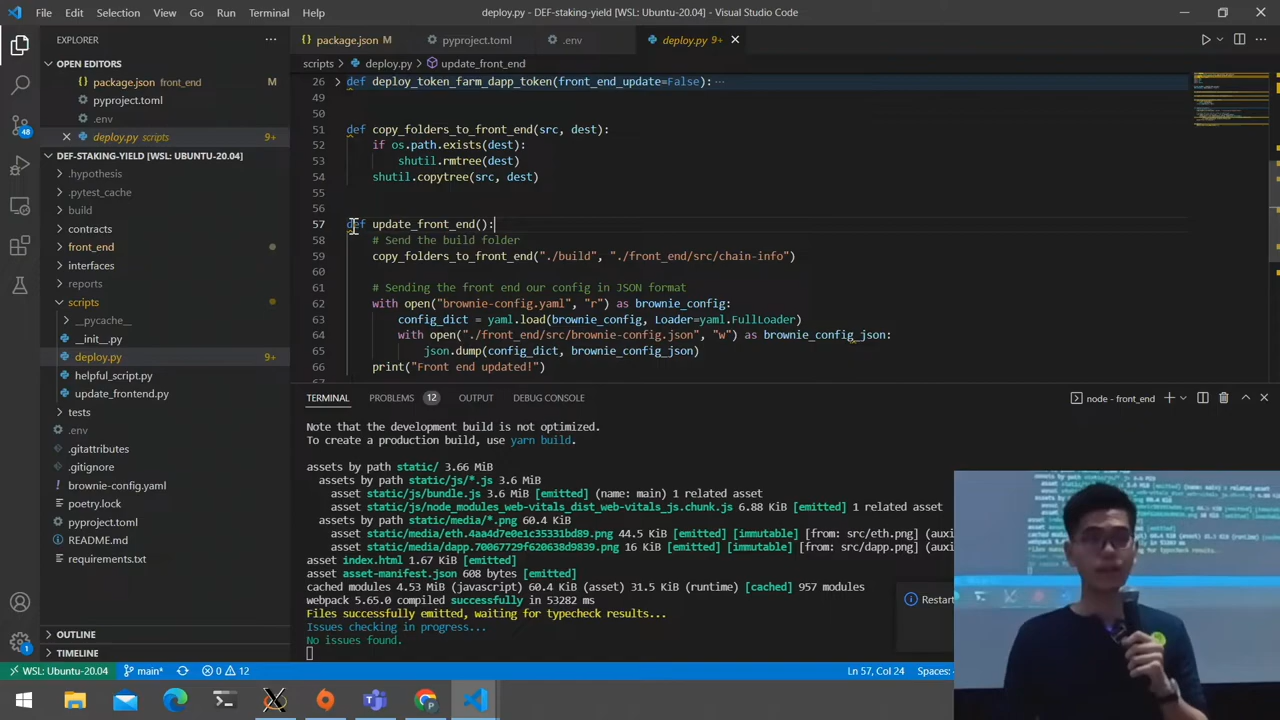 File Edit Selection View Go Run Terminal Help
deploy.py - DEF-staking-yield [WSL: Ubuntu-20.04] - Visual Studio Code
EXPLORER
OPEN EDITORS
package.json M
pyproject.toml
.env
deploy.py scripts 9+
DEF-STAKING-YIELD [WSL: UBUNTU-20.04]
.hypothesis
.pytest_cache
build
contracts
front_end
interfaces
reports
scripts
__pycache__
__init__.py
deploy.py 9+
helpful_script.py
update_frontend.py
tests
.env
.gitattributes
.gitignore
brownie-config.yaml
poetry.lock
pyproject.toml
README.md
requirements.txt
OUTLINE
TIMELINE
48
1
package.json M pyproject.toml .env deploy.py 9+
scripts > deploy.py > update_front_end
26 def deploy_token_farm_dapp_token(front_end_update=False): ···
49
50
51 def copy_folders_to_front_end(src, dest):
52 if os.path.exists(dest):
53 shutil.rmtree(dest)
54 shutil.copytree(src, dest)
55
56
57 def update_front_end():
58 # Send the build folder
59 copy_folders_to_front_end("./build", "./front_end/src/chain-info")
60
61 # Sending the front end our config in JSON format
62 with open("brownie-config.yaml", "r") as brownie_config:
63 config_dict = yaml.load(brownie_config, Loader=yaml.FullLoader)
64 with open("./front_end/src/brownie-config.json", "w") as brownie_config_json:
65 json.dump(config_dict, brownie_config_json)
66 print("Front end updated!")
67
TERMINAL PROBLEMS 12 OUTPUT DEBUG CONSOLE
node - front_end
Note that the development build is not optimized.
To create a production build, use yarn build.
assets by path static/ 3.66 MiB
assets by path static/js/*.js 3.6 MiB
asset static/js/bundle.js 3.6 MiB [emitted] (name: main) 1 related asset
asset static/js/node_modules_web-vitals_dist_web-vitals_js.chunk.js 6.88 KiB [emitted] 1 related asset
assets by path static/media/*.png 60.4 KiB
asset static/media/eth.4aa4d7e0e1c35331bd89.png 44.5 KiB [emitted] [immutable] [from: src/eth.png] (auxi
asset static/media/dapp.70067729f620638d9839.png 16 KiB [emitted] [immutable] [from: src/dapp.png] (aux
asset index.html 1.67 KiB [emitted]
asset asset-manifest.json 608 bytes [emitted]
cached modules 4.53 MiB (javascript) 60.4 KiB (asset) 31.5 KiB (runtime) [cached] 957 modules
webpack 5.65.0 compiled successfully in 53282 ms
Files successfully emitted, waiting for typecheck results...
Issues checking in progress...
No issues found.
Restart
WSL: Ubuntu-20.04 main* 0 12
Ln 57, Col 24 Spaces: